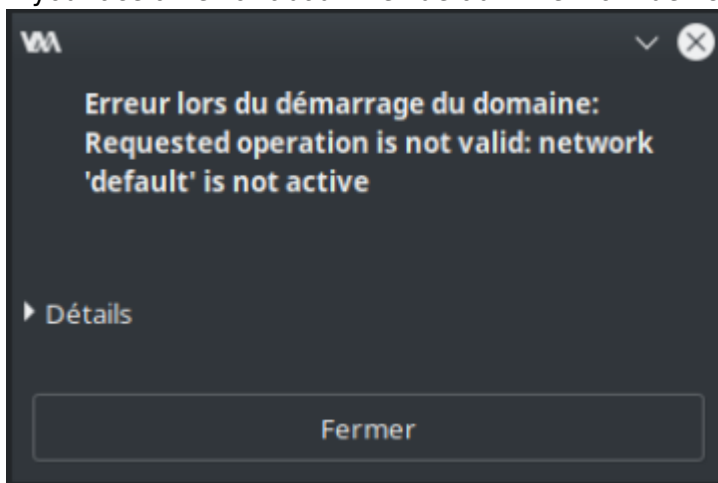 Erreur lors du démarrage du domaine:
Requested operation is not valid: network
'default' is not active
Détails
Fermer